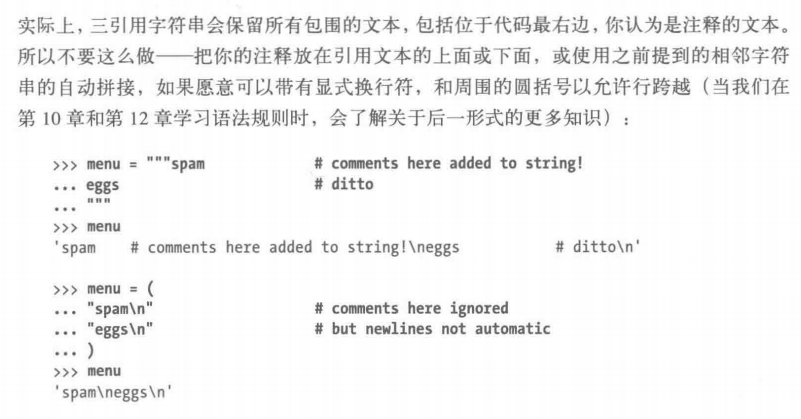 实际上，三引用字符串会保留所有包围的文本，包括位于代码最右边，你认为是注释的文本。
所以不要这么做——把你的注释放在引用文本的上面或下面，或使用之前提到的相邻字符
串的自动拼接，如果愿意可以带有显式换行符，和周围的圆括号以允许行跨越（当我们在
第 10 章和第 12 章学习语法规则时，会了解关于后一形式的更多知识）：
>>> menu = """spam # comments here added to string!
... eggs # ditto
... """
>>> menu
'spam # comments here added to string!\neggs # ditto\n'
>>> menu = (
... "spam\n" # comments here ignored
... "eggs\n" # but newlines not automatic
... )
>>> menu
'spam\neggs\n'